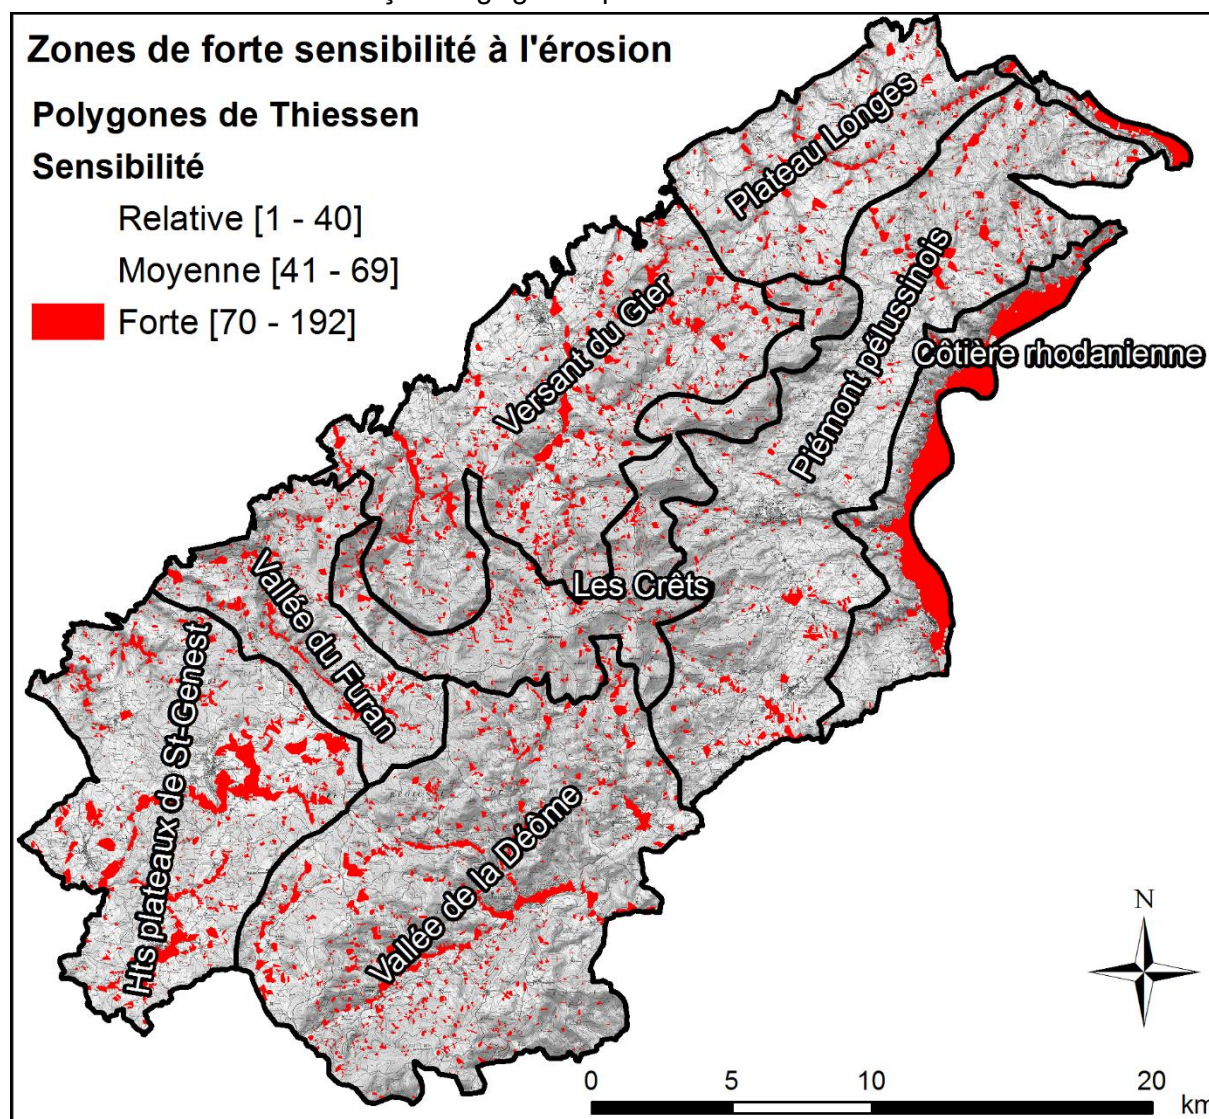 Zones de forte sensibilité à l'érosion
Polygones de Thiessen
Sensibilité
Relative [1 - 40]
Moyenne [41 - 69]
Forte [70 - 192]
Plateau Longes
Versant du Gier
Piémont pélussinois
Côtière rhodanienne
Les Crêts
Vallée du Furan
Hts plateaux de St-Genest
Vallée de la Déôme
N
0 5 10 20
km